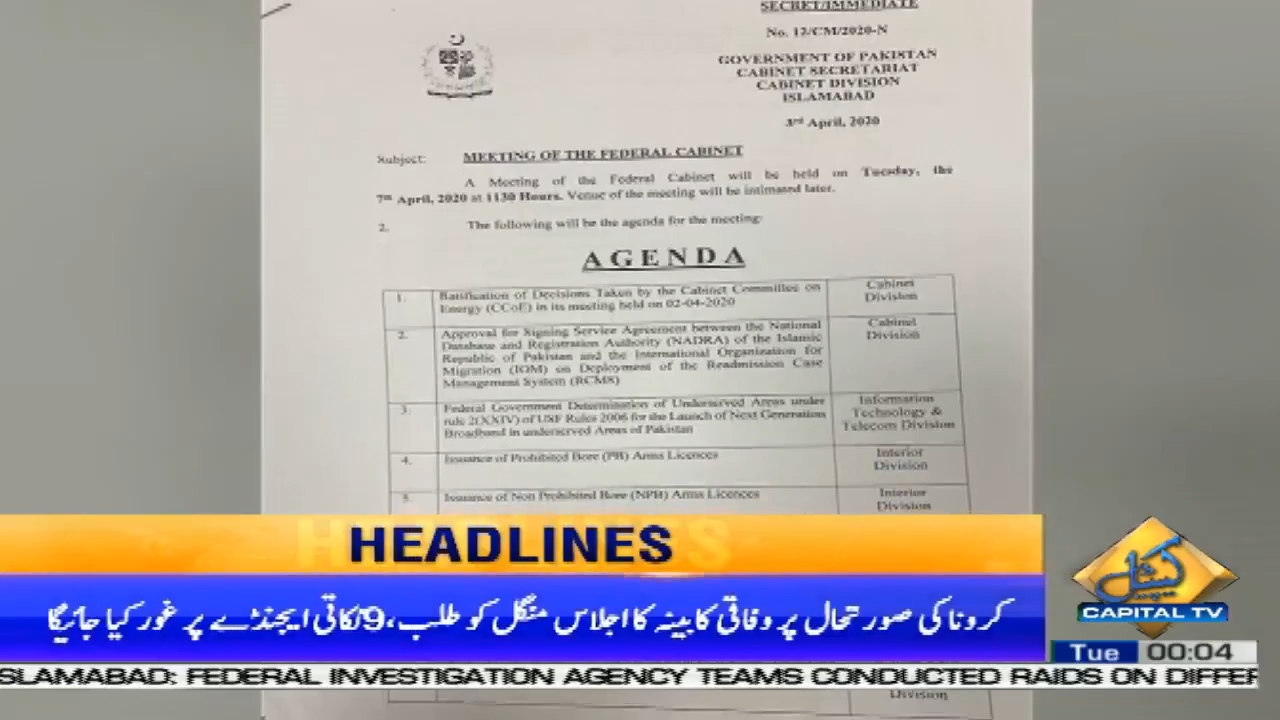 SECRET/IMMEDIATE
No. 12/CM/2020-N
GOVERNMENT OF PAKISTAN
CABINET SECRETARIAT
CABINET DIVISION
ISLAMABAD
3rd April, 2020
Subject: MEETING OF THE FEDERAL CABINET
A Meeting of the Federal Cabinet will be held on Tuesday, the
7th April, 2020 at 1130 Hours. Venue of the meeting will be intimated later.
2. The following will be the agenda for the meeting:
AGENDA
1. Ratification of Decisions Taken by the Cabinet Committee on
Energy (CCoE) in its meeting held on 02-04-2020
Cabinet
Division
2. Approval for Signing Service Agreement between the National
Database and Registration Authority (NADRA) of the Islamic
Republic of Pakistan and the International Organization for
Migration (IOM) on Deployment of the Readmission Case
Management System (RCMS)
Cabinet
Division
3. Federal Government Determination of Underserved Areas under
rule 2(XXIV) of USF Rules 2006 for the Launch of Next Generation
Broadband in underserved Areas of Pakistan
Information
Technology &
Telecom Division
4. Issuance of Prohibited Bore (PB) Arms Licences
Interior
Division
5. Issuance of Non Prohibited Bore (NPB) Arms Licences
Interior
Division
HEADLINES
کرونا کی صورتحال پر وفاقی کابینہ کا اجلاس منگل کو طلب، 9 نکاتی ایجنڈے پر غور کیا جائیگا
کیپیٹل
CAPITAL TV
Tue 00:04
SLAMABAD: FEDERAL INVESTIGATION AGENCY TEAMS CONDUCTED RAIDS ON DIFFER
Division